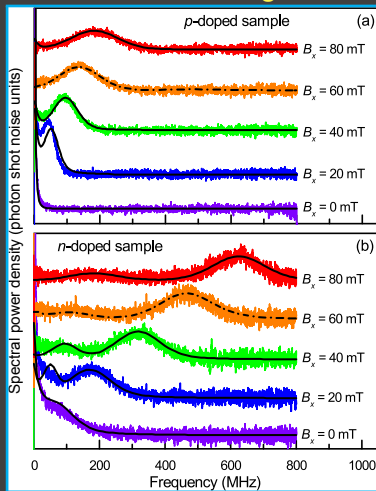 Spectral power density (photon shot noise units)
p-doped sample (a)
Bx = 80 mT
Bx = 60 mT
Bx = 40 mT
Bx = 20 mT
Bx = 0 mT
n-doped sample (b)
Bx = 80 mT
Bx = 60 mT
Bx = 40 mT
Bx = 20 mT
Bx = 0 mT
0 200 400 600 800 1000
Frequency (MHz)